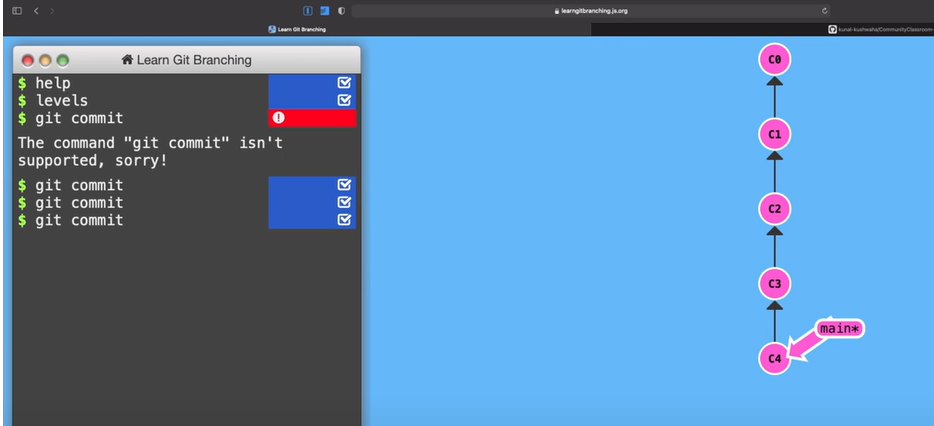 learngitbranching.js.org
Learn Git Branching
kunal-kushwaha/CommunityClassroom
Learn Git Branching
$ help
$ levels
$ git commit
The command "git commit" isn't
supported, sorry!
$ git commit
$ git commit
$ git commit
C0
C1
C2
C3
main*
C4